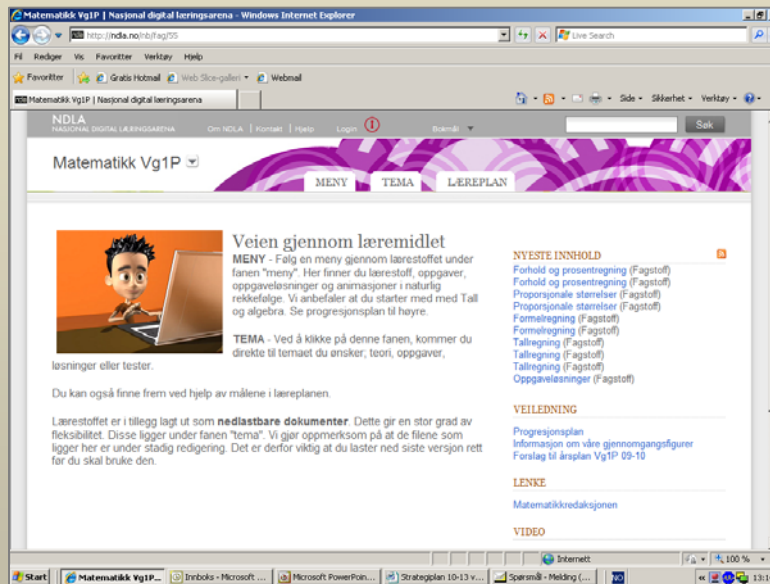 Matematikk Vg1P | Nasjonal digital læringsarena - Windows Internet Explorer
http://ndla.no/nb/fag/55
Live Search
Fil Rediger Vis Favoritter Verktøy Hjelp
Favoritter Gratis Hotmail Web Slice-galleri Webmail
Matematikk Vg1P | Nasjonal digital læringsarena
Side Sikkerhet Verktøy
NDLA
NASJONAL DIGITAL LÆRINGSARENA Om NDLA | Kontakt | Hjelp Login 1 Bokmål Søk
Matematikk Vg1P
MENY TEMA LÆREPLAN
Veien gjennom læremidlet
MENY - Følg en meny gjennom lærestoffet under
fanen "meny". Her finner du lærestoff, oppgaver,
oppgaveløsninger og animasjoner i naturlig
rekkefølge. Vi anbefaler at du starter med med Tall
og algebra. Se progresjonsplan til høyre.
TEMA - Ved å klikke på denne fanen, kommer du
direkte til temaet du ønsker; teori, oppgaver,
løsninger eller tester.
Du kan også finne frem ved hjelp av målene i læreplanen.
Lærestoffet er i tillegg lagt ut som nedlastbare dokumenter. Dette gir en stor grad av
fleksibilitet. Disse ligger under fanen "tema". Vi gjør oppmerksom på at de filene som
ligger her er under stadig redigering. Det er derfor viktig at du laster ned siste versjon rett
før du skal bruke den.
NYESTE INNHOLD
Forhold og prosentregning (Fagstoff)
Forhold og prosentregning (Fagstoff)
Proporsjonale størrelser (Fagstoff)
Proporsjonale størrelser (Fagstoff)
Formelregning (Fagstoff)
Formelregning (Fagstoff)
Tallregning (Fagstoff)
Tallregning (Fagstoff)
Tallregning (Fagstoff)
Oppgaveløsninger (Fagstoff)
VEILEDNING
Progresjonsplan
Informasjon om våre gjennomgangsfigurer
Forslag til årsplan Vg1P 09-10
LENKE
Matematikkredaksjonen
VIDEO
Internett 100 %
Start Matematikk Vg1P... Innboks - Microsoft ... Microsoft PowerPoin... Strategiplan 10-13 v... Spørsmål - Melding (... NO